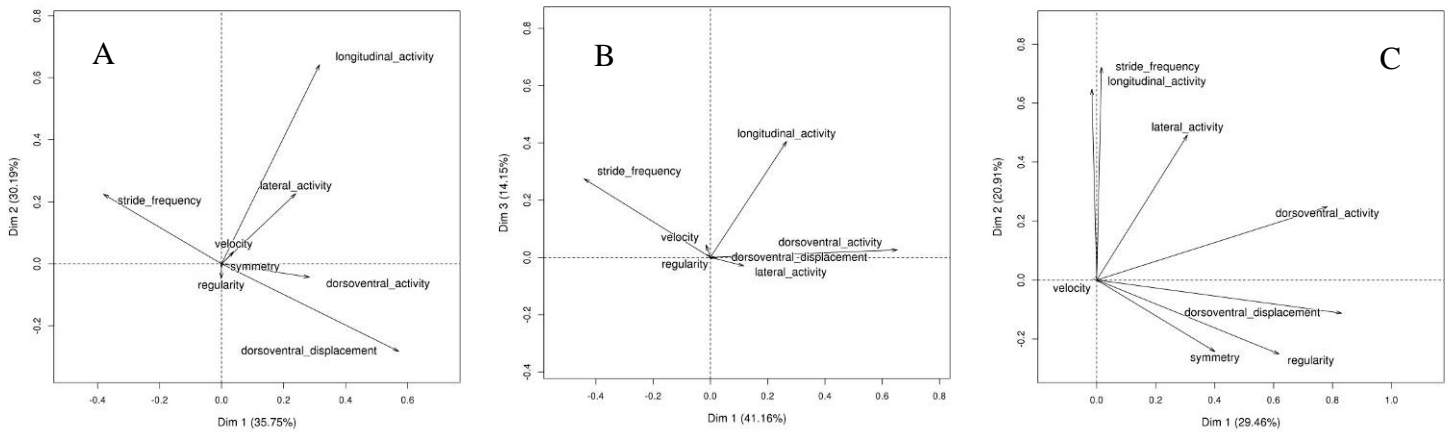 A
0.8
0.6
0.4
0.2
0.0
-0.2
Dim 2 (30.19%)
longitudinal_activity
lateral_activity
stride_frequency
velocity
symmetry
regularity
dorsoventral_activity
dorsoventral_displacement
-0.4 -0.2 0.0 0.2 0.4 0.6
Dim 1 (35.75%)
B
0.8
0.6
0.4
0.2
0.0
-0.2
-0.4
Dim 3 (14.15%)
longitudinal_activity
stride_frequency
velocity
dorsoventral_activity
dorsoventral_displacement
regularity
lateral_activity
-0.4 -0.2 0.0 0.2 0.4 0.6 0.8
Dim 1 (41.16%)
C
0.8
0.6
0.4
0.2
0.0
-0.2
Dim 2 (20.91%)
stride_frequency
longitudinal_activity
lateral_activity
dorsoventral_activity
velocity
dorsoventral_displacement
symmetry
regularity
0.0 0.2 0.4 0.6 0.8 1.0
Dim 1 (29.46%)